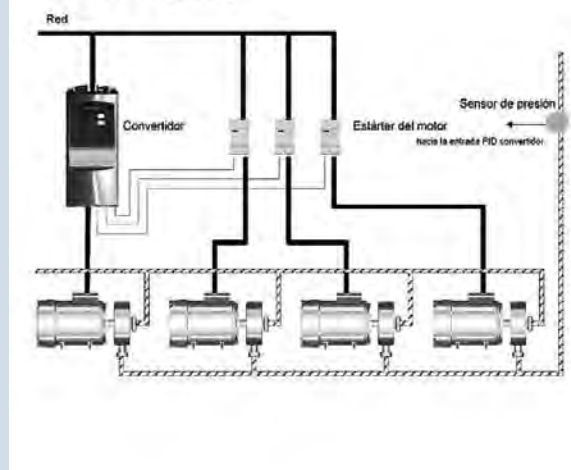 Red
Sensor de presión
Convertidor
Estárter del motor
hacia la entrada PID convertidor